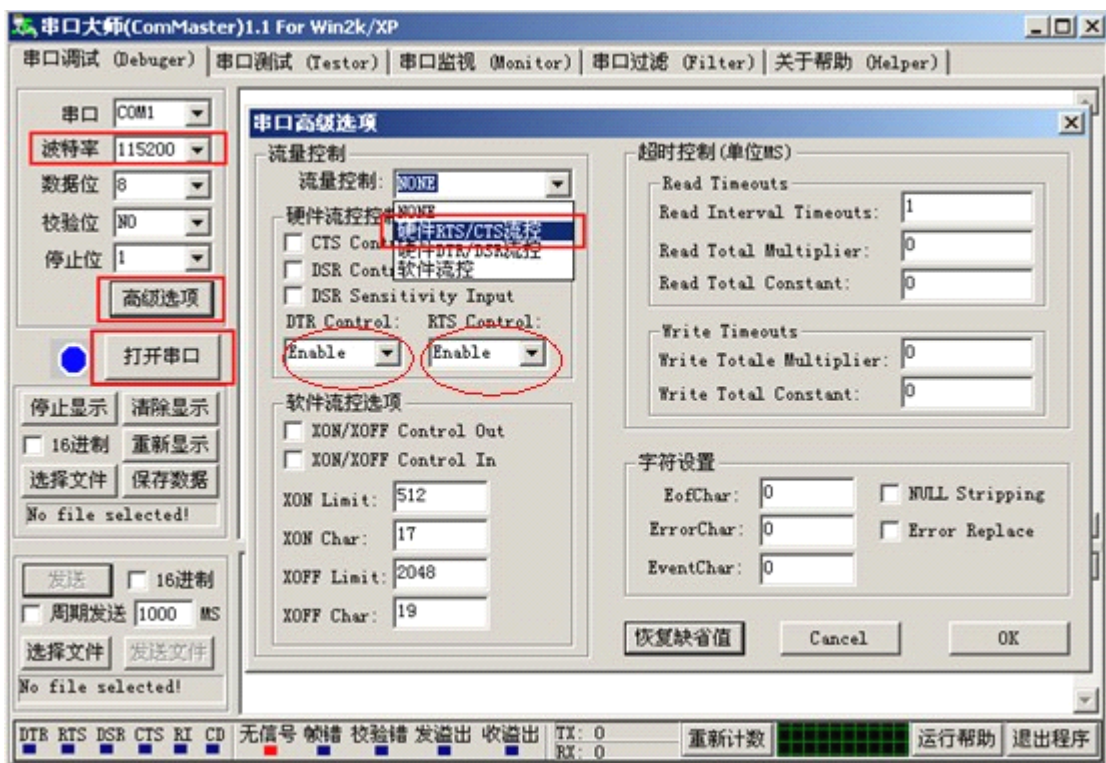 串口大师(ComMaster)1.1 For Win2k/XP
串口调试 (Debuger) 串口测试 (Testor) 串口监视 (Monitor) 串口过滤 (Filter) 关于帮助 (Helper)
串口 COM1
波特率 115200
数据位 8
校验位 NO
停止位 1
高级选项
打开串口
停止显示 清除显示
16进制 重新显示
选择文件 保存数据
No file selected!
发送 16进制
周期发送 1000 MS
选择文件 发送文件
No file selected!
串口高级选项
流量控制
流量控制: NONE
NONE
硬件RTS/CTS流控
硬件DTR/DSR流控
软件流控
硬件流控控制
CTS Cont
DSR Contr
DSR Sensitivity Input
DTR Control: RTS Control:
Enable Enable
软件流控选项
XON/XOFF Control Out
XON/XOFF Control In
XON Limit: 512
XON Char: 17
XOFF Limit: 2048
XOFF Char: 19
超时控制(单位MS)
Read Timeouts
Read Interval Timeouts: 1
Read Total Multiplier: 0
Read Total Constant: 0
Write Timeouts
Write Totale Multiplier: 0
Write Total Constant: 0
字符设置
EofChar: 0 NULL Stripping
ErrorChar: 0 Error Replace
EventChar: 0
恢复缺省值 Cancel OK
DTR RTS DSR CTS RI CD 无信号 帧错 校验错 发溢出 收溢出 TX: 0
RX: 0
重新计数 运行帮助 退出程序